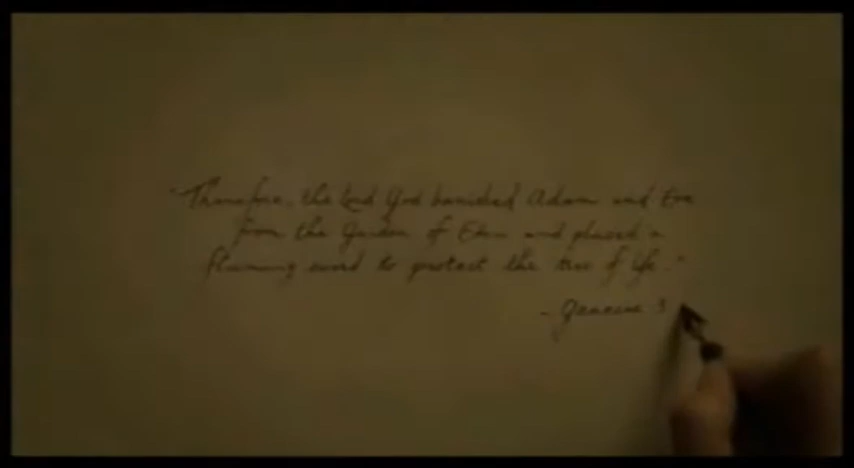 "Therefore, the Lord God banished Adam and Eve
from the Garden of Eden and placed a
flaming sword to protect the tree of life."
- Genesis 3